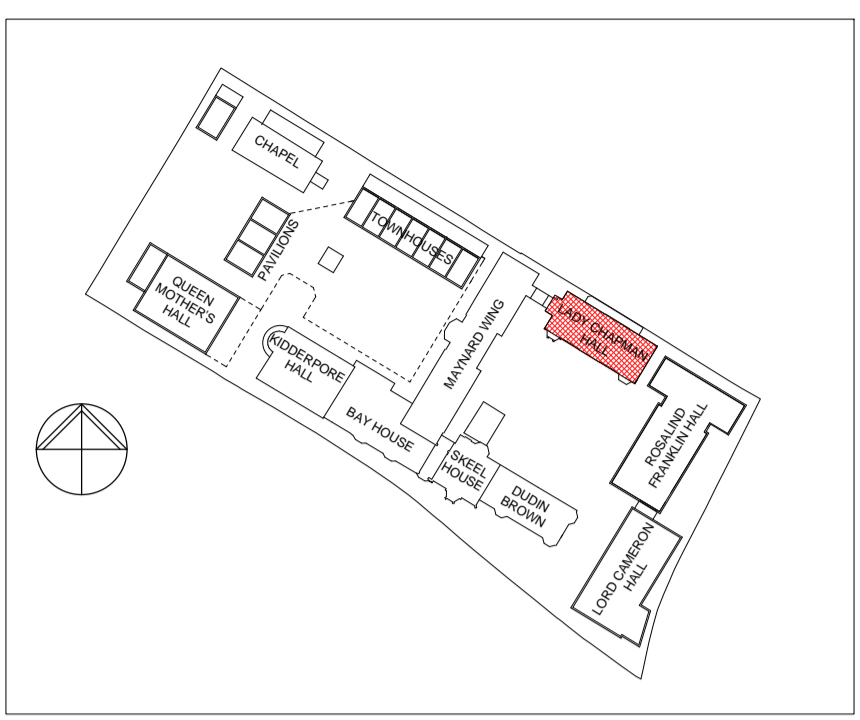 CHAPEL
TOWNHOUSES
PAVILIONS
QUEEN
MOTHER'S
HALL
KIDDERPORE
HALL
BAY HOUSE
MAYNARD WING
LADY CHAPMAN
HALL
SKEEL
HOUSE
DUDIN
BROWN
ROSALIND
FRANKLIN HALL
LORD CAMERON
HALL